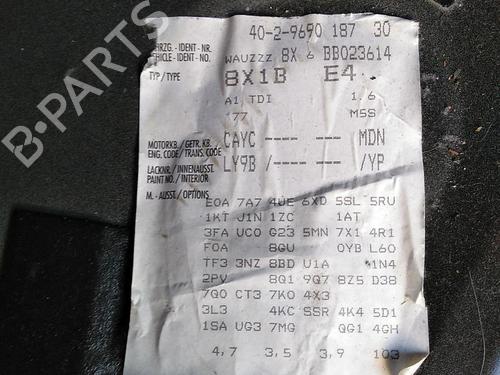 40-2-9690 187 30
FHRZG.-IDENT-NR.
VEHICLE-IDENT-NO.
WAUZZZ 8X 6 BB023614
TYP/TYPE
8X1B E4
A1 TDI 1.6
77 M5S
MOTORKB./GETR.KB.
ENG.CODE/TRANS.CODE
CAYC ---- ---- MDN
LACKNR./INNENAUSST.
PAINT NO./INTERIOR
LY9B /---- ---- /YP
M.-AUSST./OPTIONS
E0A 7A7 4UE 6XD 5SL 5RU
1KT J1N 1ZC 1AT
3FA UC0 G23 5MN 7X1 4R1
F0A 8GU 0YB L60
TF3 3NZ 8BD U1A 1N4
2PV 8Q1 9Q7 8Z5 D38
7Q0 CT3 7K0 4X3
3L3 4KC SSR 4K4 5D1
1SA UG3 7MG QG1 4GH
4,7 3,5 3,9 103
B-PARTS